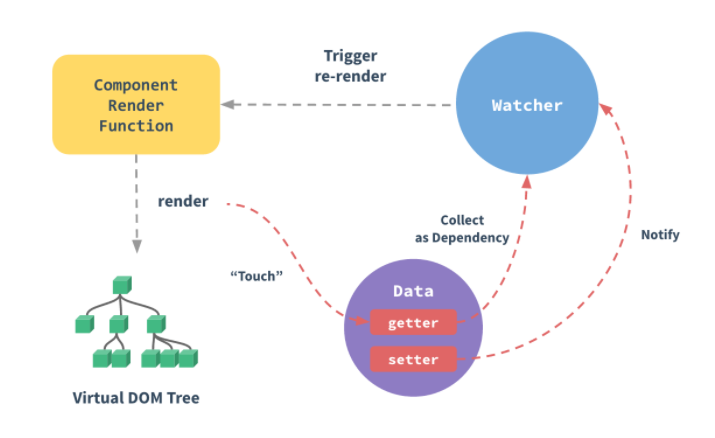 Trigger
re-render
Component
Render
Function
Watcher
render
Collect
as Dependency
Notify
“Touch”
Data
getter
setter
Virtual DOM Tree